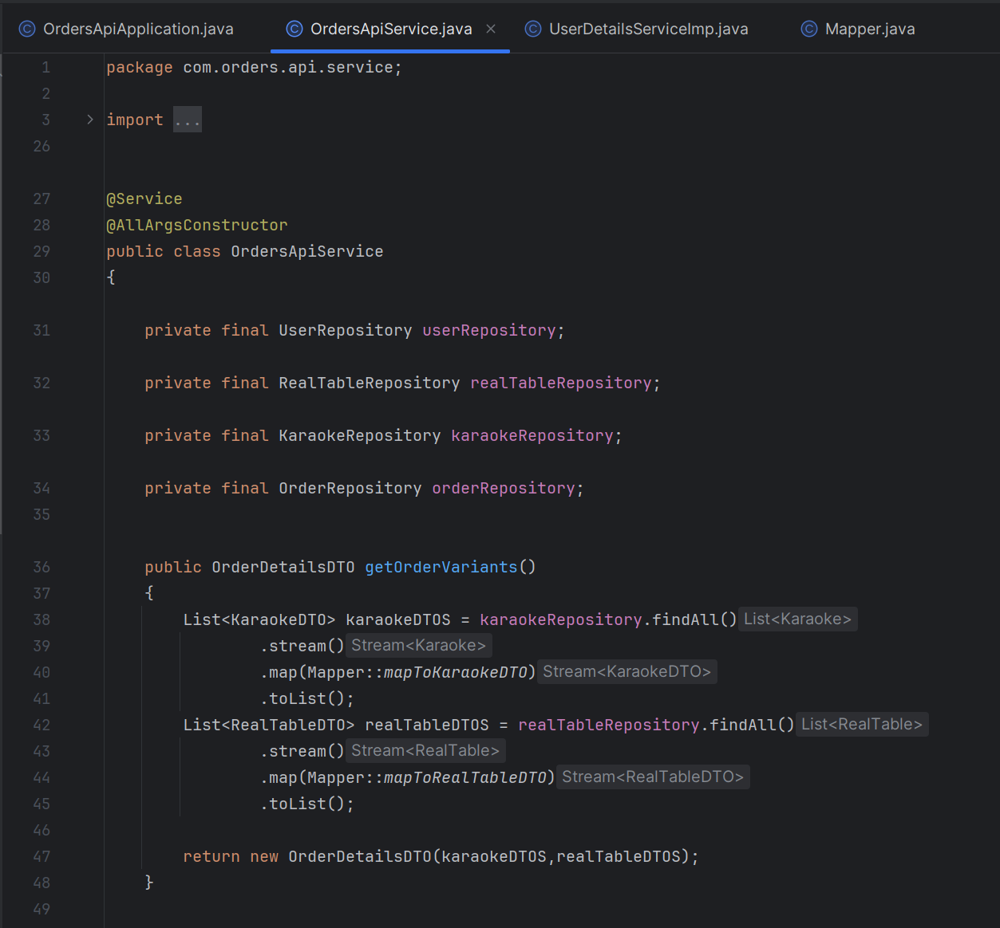 OrdersApiApplication.java OrdersApiService.java UserDetailsServiceImp.java Mapper.java
1 package com.orders.api.service;
2
3 import ...
26
27 @Service
28 @AllArgsConstructor
29 public class OrdersApiService
30 {
31 private final UserRepository userRepository;
32 private final RealTableRepository realTableRepository;
33 private final KaraokeRepository karaokeRepository;
34 private final OrderRepository orderRepository;
35
36 public OrderDetailsDTO getOrderVariants()
37 {
38 List<KaraokeDTO> karaokeDTOS = karaokeRepository.findAll() List<Karaoke>
39 .stream() Stream<Karaoke>
40 .map(Mapper::mapToKaraokeDTO) Stream<KaraokeDTO>
41 .toList();
42 List<RealTableDTO> realTableDTOS = realTableRepository.findAll() List<RealTable>
43 .stream() Stream<RealTable>
44 .map(Mapper::mapToRealTableDTO) Stream<RealTableDTO>
45 .toList();
46
47 return new OrderDetailsDTO(karaokeDTOS,realTableDTOS);
48 }
49